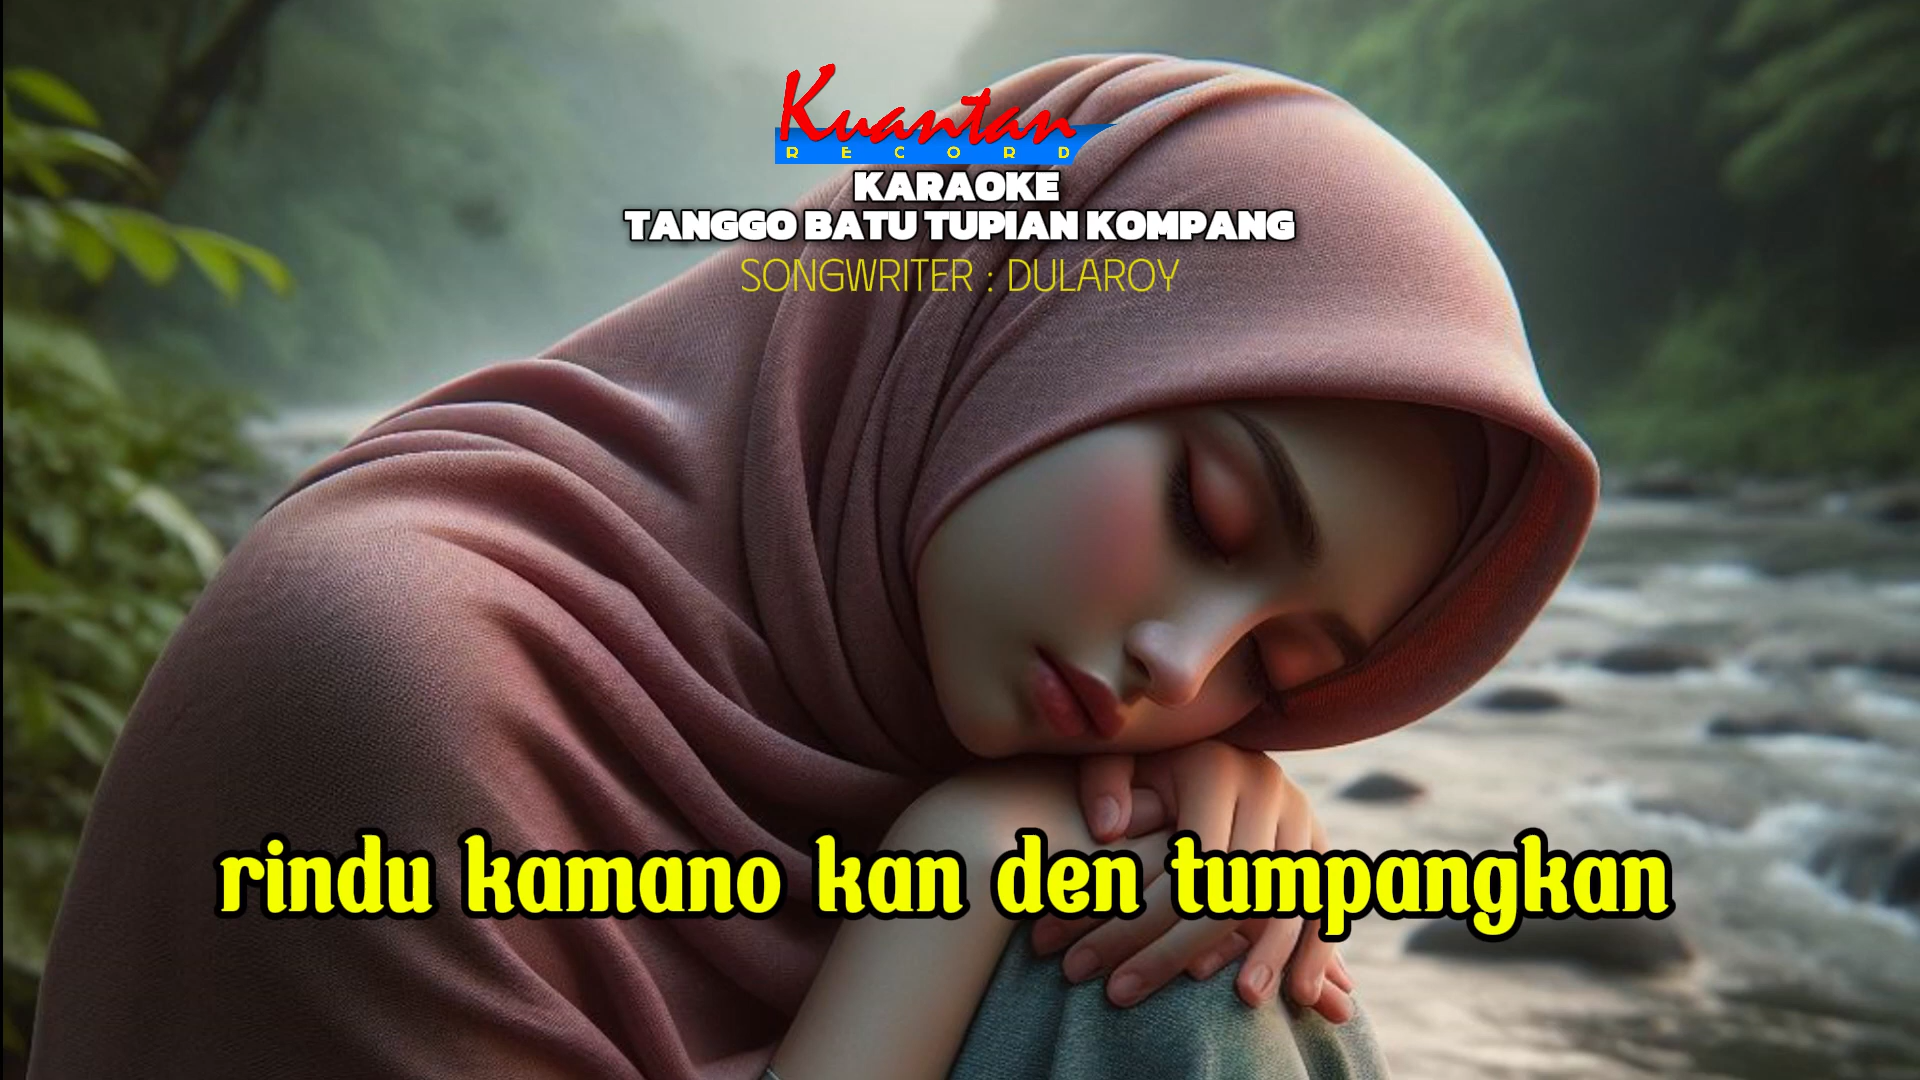 Kuantan
RECORD
KARAOKE
TANGGO BATU TUPIAN KOMPANG
SONGWRITER : DULAROY
rindu kamano kan den tumpangkan